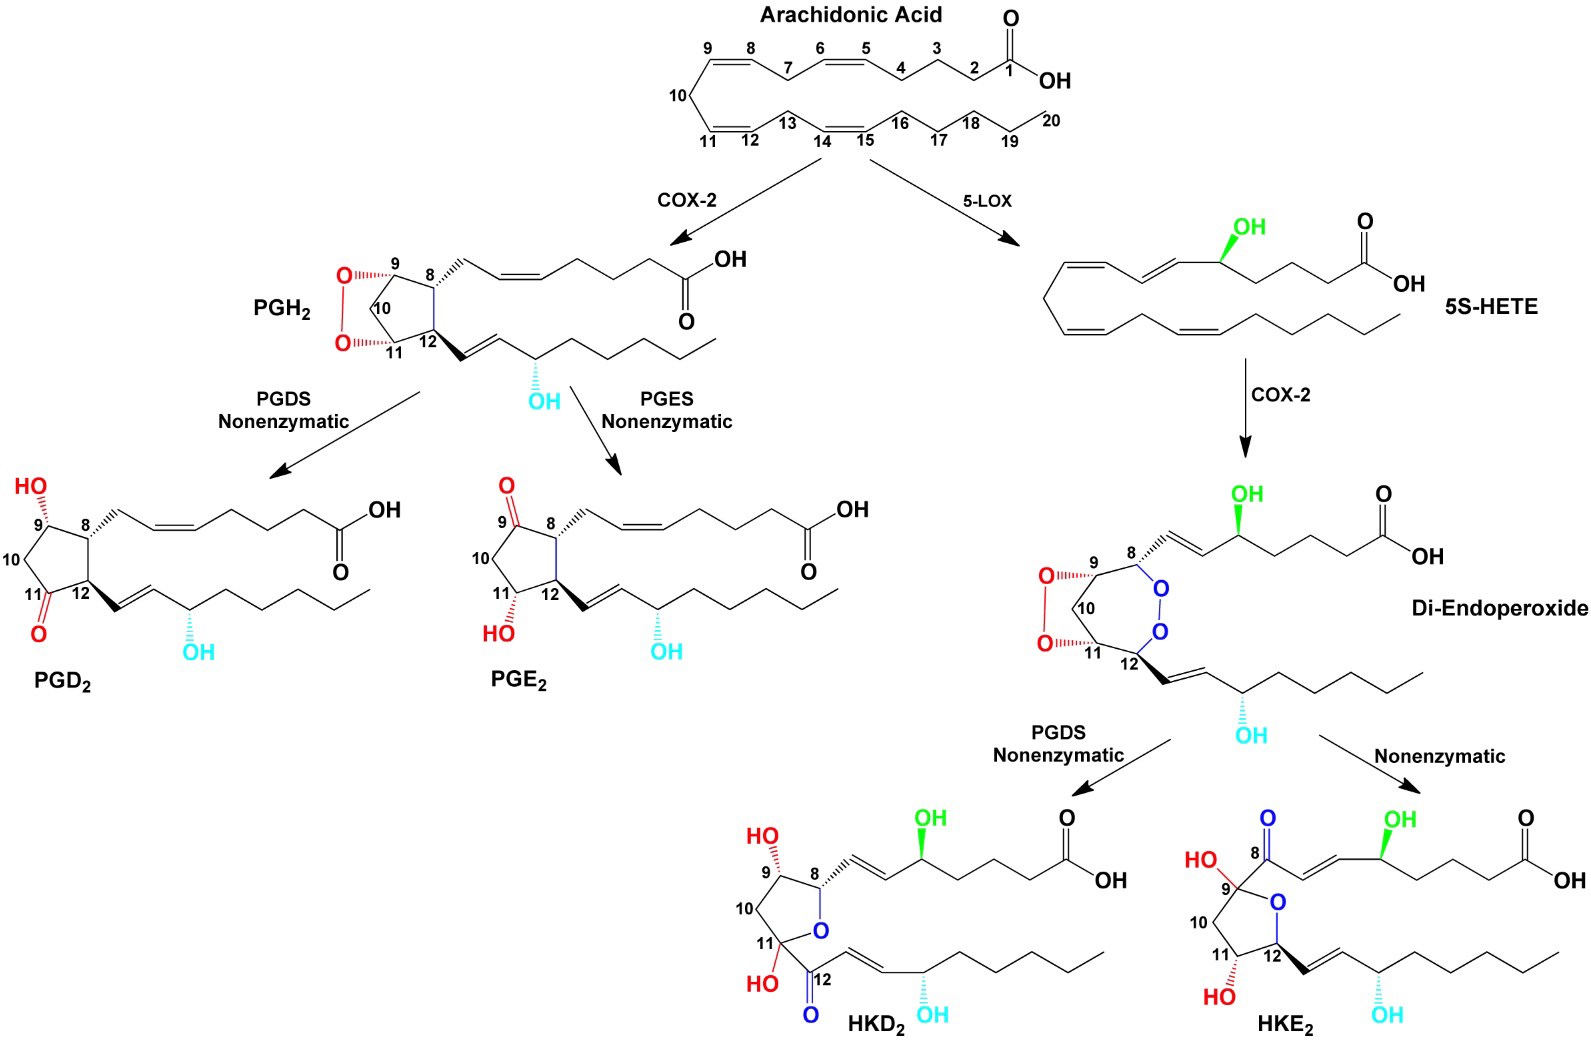 Arachidonic Acid
O
9 8 6 5 3
7 4 2 1 OH
10
13 16 18 20
11 12 14 15 17 19
COX-2
5-LOX
OH O
OH
5S-HETE
O 9 8 OH
PGH2 10
O 11 12 O
OH
COX-2
PGDS
Nonenzymatic
PGES
Nonenzymatic
HO
9 8 OH
10
11 12 O
O
OH
PGD2
O
9 8 OH
10
11 12 O
HO
OH
PGE2
OH O
8 OH
O 9 O
10
O 11 12 O
Di-Endoperoxide
OH
PGDS
Nonenzymatic
Nonenzymatic
OH O
HO
9 8 OH
10
11 O
HO
12
O
OH
HKD2
O OH O
8
HO OH
9 O
10
11 12
HO
OH
HKE2